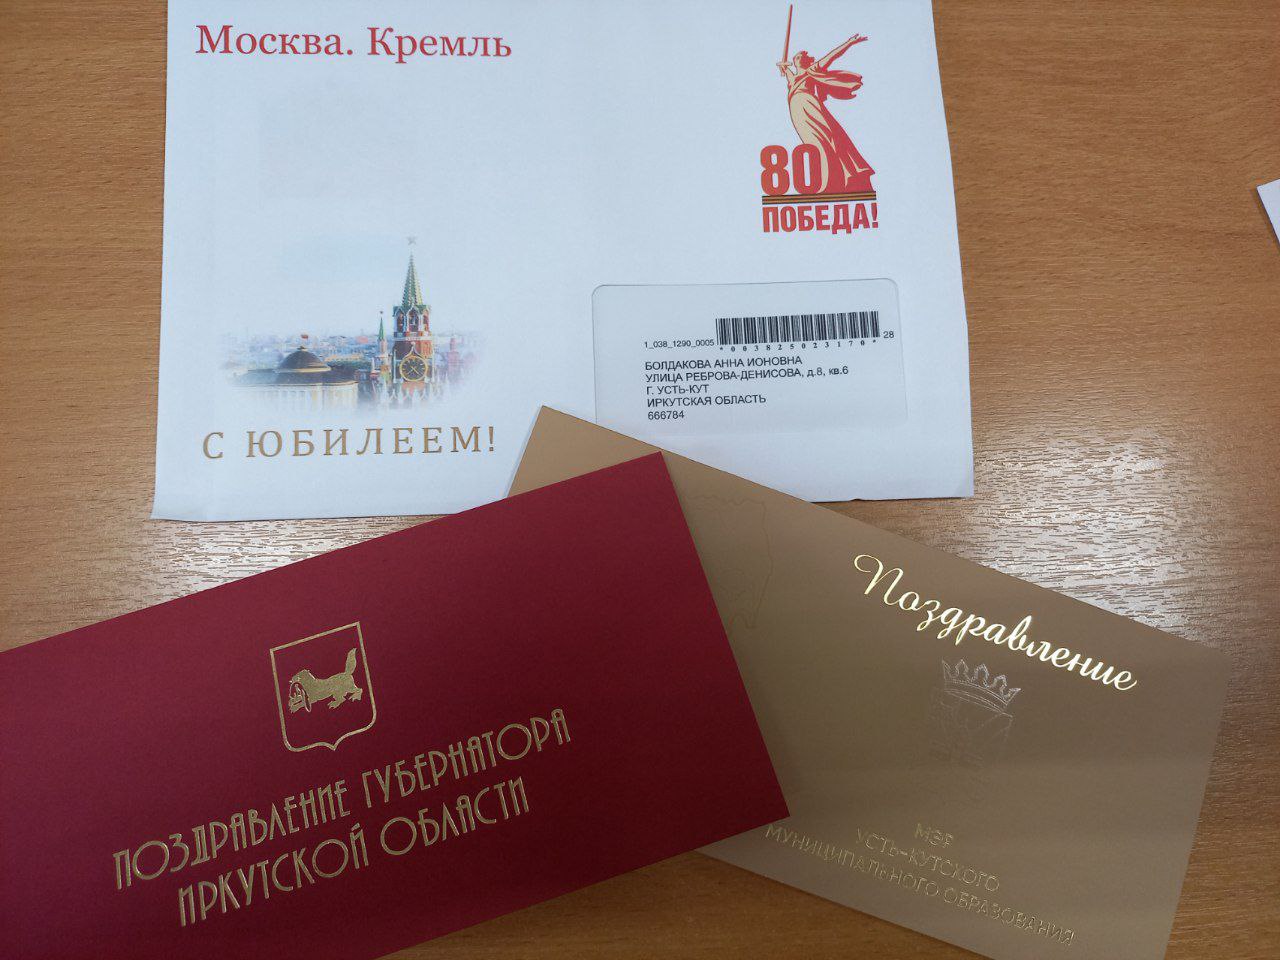 Москва. Кремль
80
ПОБЕДА!
С ЮБИЛЕЕМ!
1_038_1290_0005
*003825023170*
28
БОЛДАКОВА АННА ИОНОВНА
УЛИЦА РЕБРОВА-ДЕНИСОВА, д.8, кв.6
Г. УСТЬ-КУТ
ИРКУТСКАЯ ОБЛАСТЬ
666784
ПОЗДРАВЛЕНИЕ ГУБЕРНАТОРА
ИРКУТСКОЙ ОБЛАСТИ
Поздравление
МЭР
УСТЬ-КУТСКОГО
МУНИЦИПАЛЬНОГО ОБРАЗОВАНИЯ